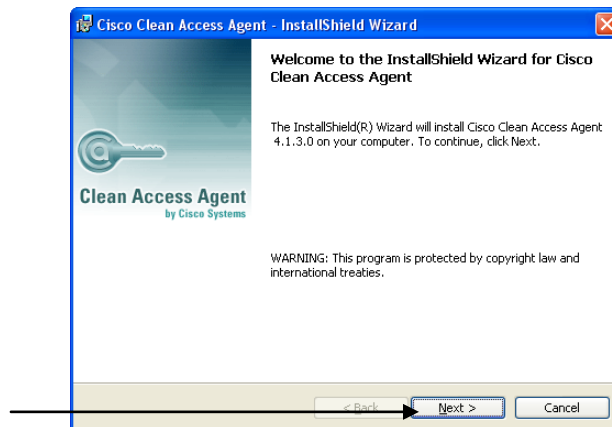 Cisco Clean Access Agent - InstallShield Wizard
Welcome to the InstallShield Wizard for Cisco
Clean Access Agent
The InstallShield(R) Wizard will install Cisco Clean Access Agent
4.1.3.0 on your computer. To continue, click Next.
Clean Access Agent
by Cisco Systems
WARNING: This program is protected by copyright law and
international treaties.
< Back
Next >
Cancel